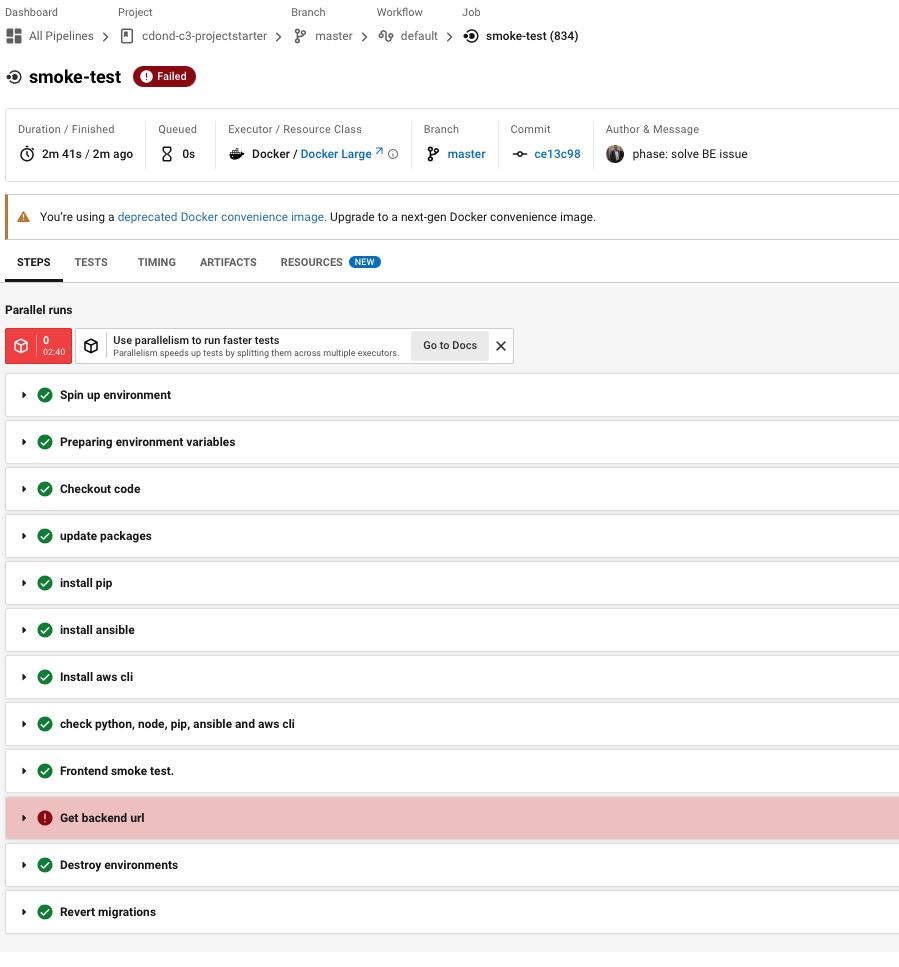 Dashboard Project Branch Workflow Job
All Pipelines cdond-c3-projectstarter master default smoke-test (834)
smoke-test Failed
Duration / Finished Queued Executor / Resource Class Branch Commit Author & Message
2m 41s / 2m ago 0s Docker / Docker Large master ce13c98 phase: solve BE issue
You're using a deprecated Docker convenience image. Upgrade to a next-gen Docker convenience image.
STEPS TESTS TIMING ARTIFACTS RESOURCES NEW
Parallel runs
0
02:40
Use parallelism to run faster tests
Parallelism speeds up tests by splitting them across multiple executors.
Go to Docs
Spin up environment
Preparing environment variables
Checkout code
update packages
install pip
install ansible
Install aws cli
check python, node, pip, ansible and aws cli
Frontend smoke test.
Get backend url
Destroy environments
Revert migrations